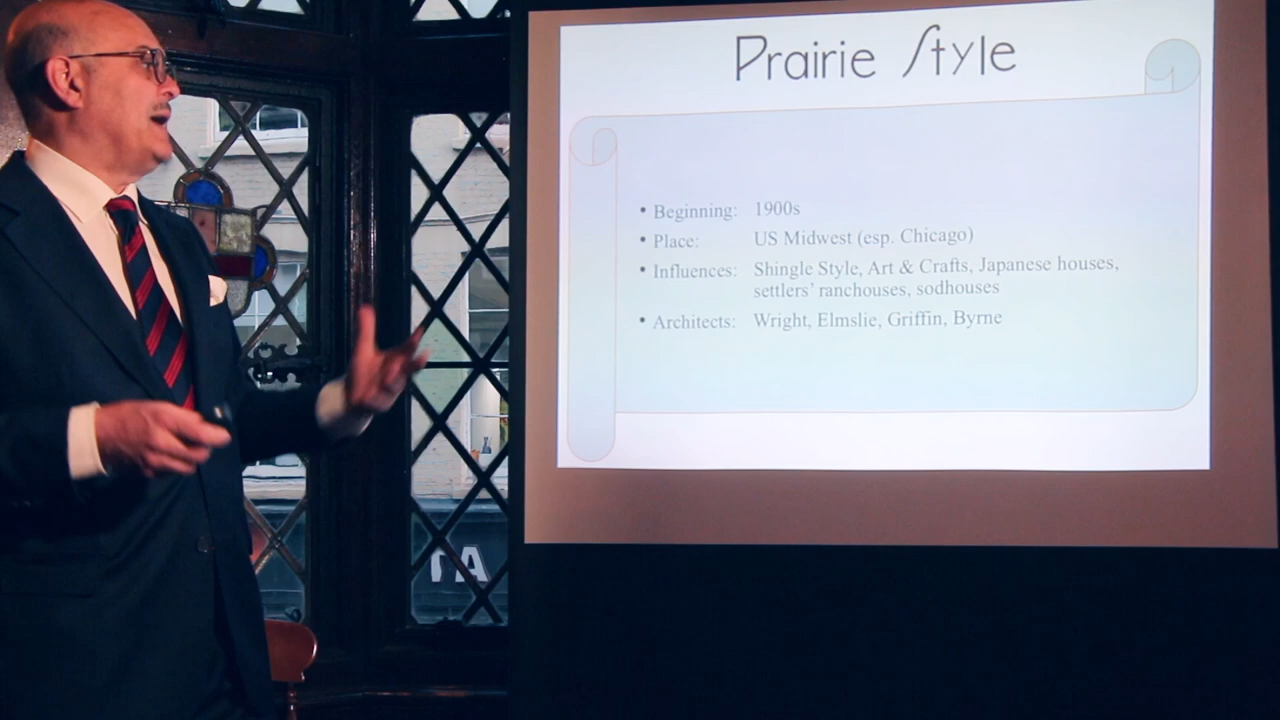 Prairie Style
• Beginning: 1900s
• Place: US Midwest (esp. Chicago)
• Influences: Shingle Style, Art & Crafts, Japanese houses,
settlers’ ranchouses, sodhouses
• Architects: Wright, Elmslie, Griffin, Byrne